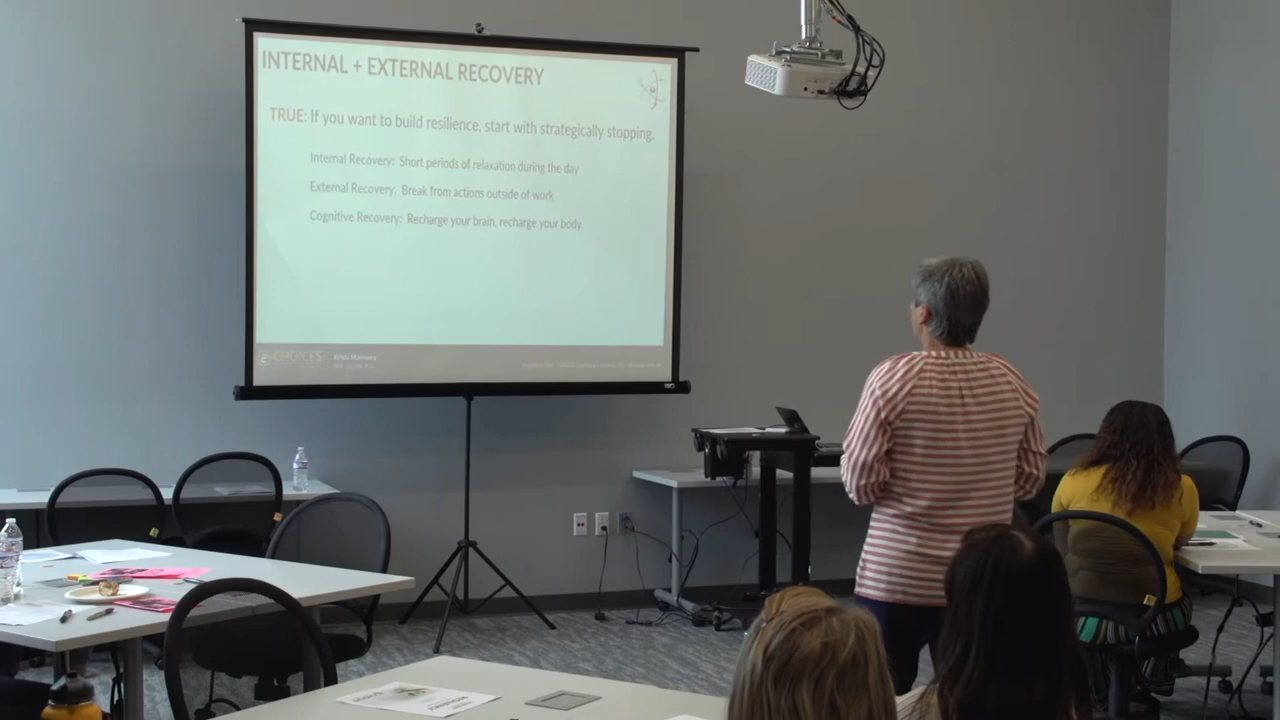 INTERNAL + EXTERNAL RECOVERY
TRUE: If you want to build resilience, start with strategically stopping.
Internal Recovery: Short periods of relaxation during the day
External Recovery: Break from actions outside of work
Cognitive Recovery: Recharge your brain, recharge your body
CHOICES